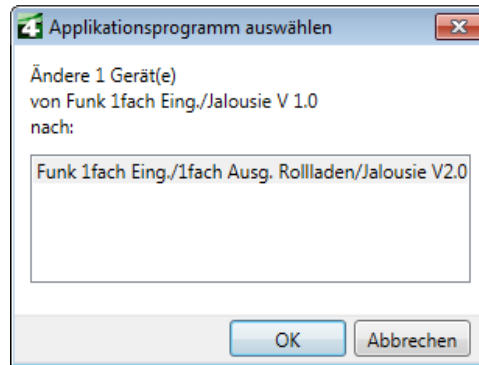 4 Applikationsprogramm auswählen
Ändere 1 Gerät(e)
von Funk 1fach Eing./Jalousie V 1.0
nach:
Funk 1fach Eing./1fach Ausg. Rollladen/Jalousie V2.0
OK Abbrechen